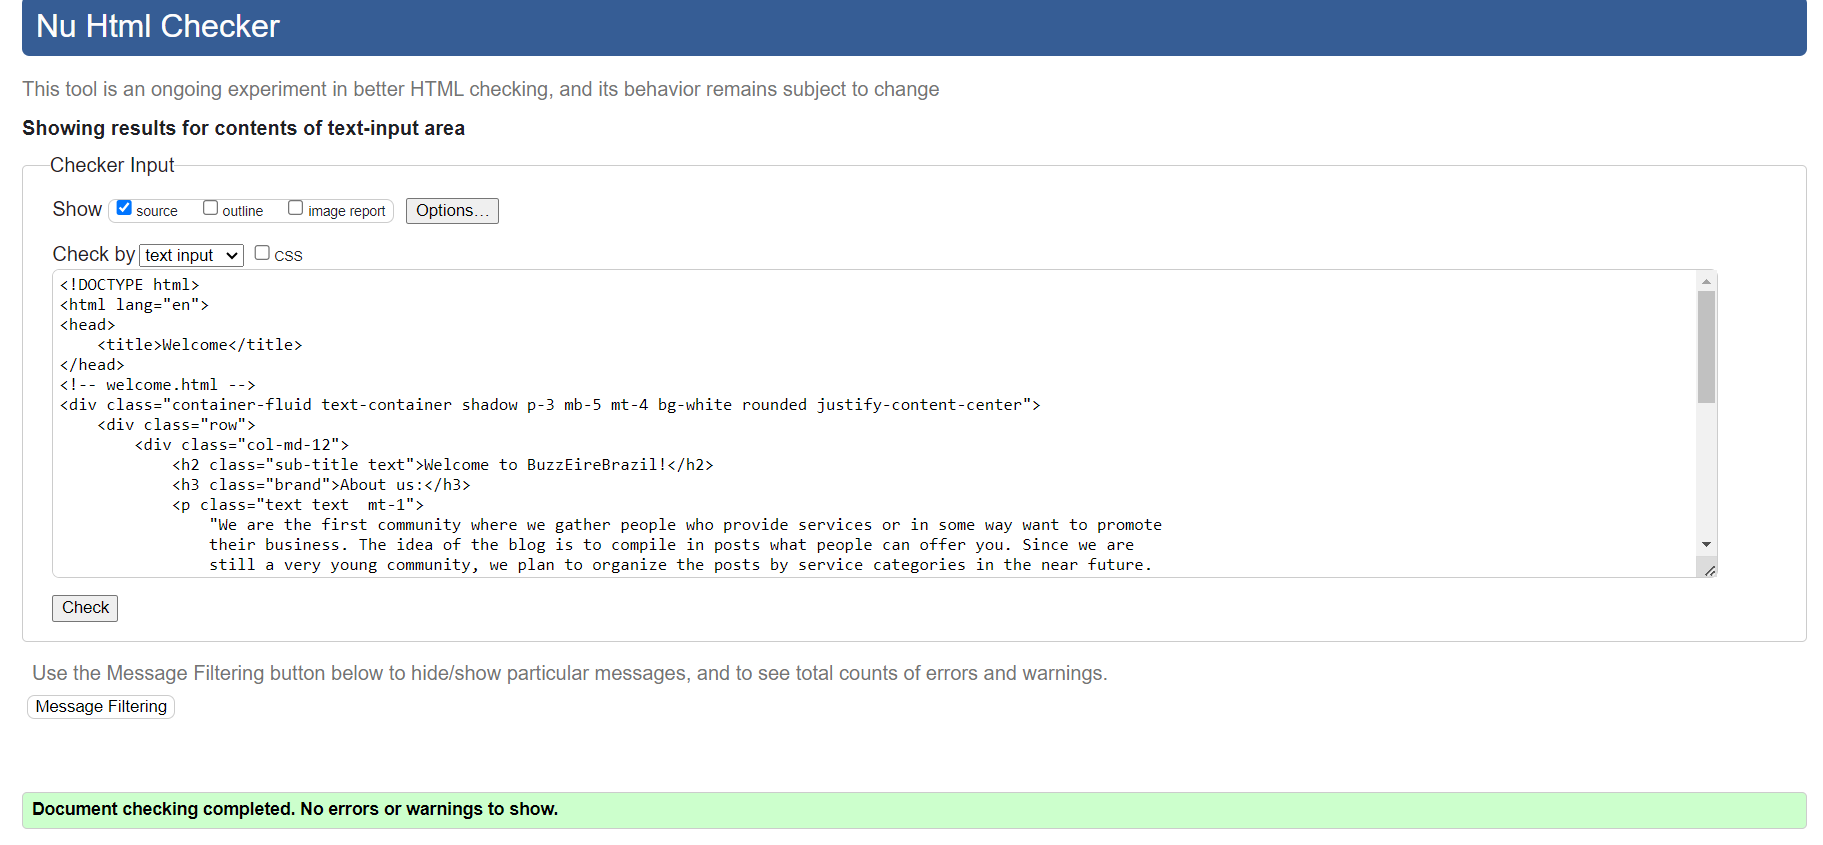 Nu Html Checker
This tool is an ongoing experiment in better HTML checking, and its behavior remains subject to change
Showing results for contents of text-input area
Checker Input
Show source outline image report Options...
Check by text input CSS
<!DOCTYPE html>
<html lang="en">
<head>
    <title>Welcome</title>
</head>
<!-- welcome.html -->
<div class="container-fluid text-container shadow p-3 mb-5 mt-4 bg-white rounded justify-content-center">
    <div class="row">
        <div class="col-md-12">
            <h2 class="sub-title text">Welcome to BuzzEireBrazil!</h2>
            <h3 class="brand">About us:</h3>
            <p class="text text  mt-1">
                "We are the first community where we gather people who provide services or in some way want to promote
                their business. The idea of the blog is to compile in posts what people can offer you. Since we are
                still a very young community, we plan to organize the posts by service categories in the near future.
Check
Use the Message Filtering button below to hide/show particular messages, and to see total counts of errors and warnings.
Message Filtering
Document checking completed. No errors or warnings to show.